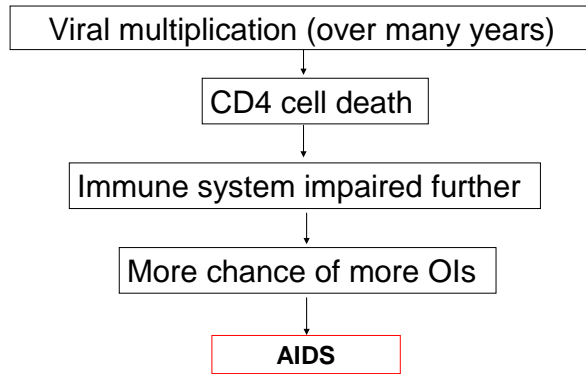 Viral multiplication (over many years)
CD4 cell death
Immune system impaired further
More chance of more OIs
AIDS